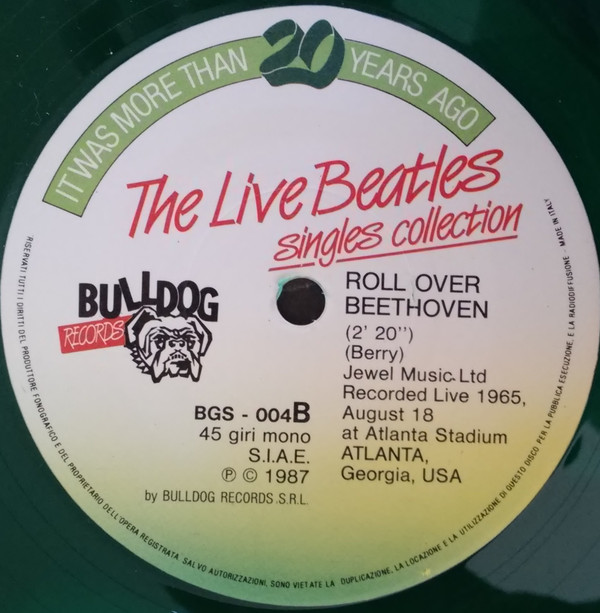 IT WAS MORE THAN 20 YEARS AGO
The Live Beatles
singles collection
BULLDOG
RECORDS
ROLL OVER
BEETHOVEN
(2' 20")
(Berry)
Jewel Music Ltd
Recorded Live 1965,
August 18
at Atlanta Stadium
ATLANTA,
Georgia, USA
BGS - 004B
45 giri mono
S.I.A.E.
℗ © 1987
by BULLDOG RECORDS S.R.L.
RISERVATI TUTTI I DIRITTI DEL PRODUTTORE FONOGRAFICO E DEL PROPRIETARIO DELL'OPERA REGISTRATA. SALVO AUTORIZZAZIONI, SONO VIETATE LA DUPLICAZIONE, LA LOCAZIONE E LA UTILIZZAZIONE DI QUESTO DISCO PER LA PUBBLICA ESECUZIONE, E LA RADIODIFFUSIONE - MADE IN ITALY